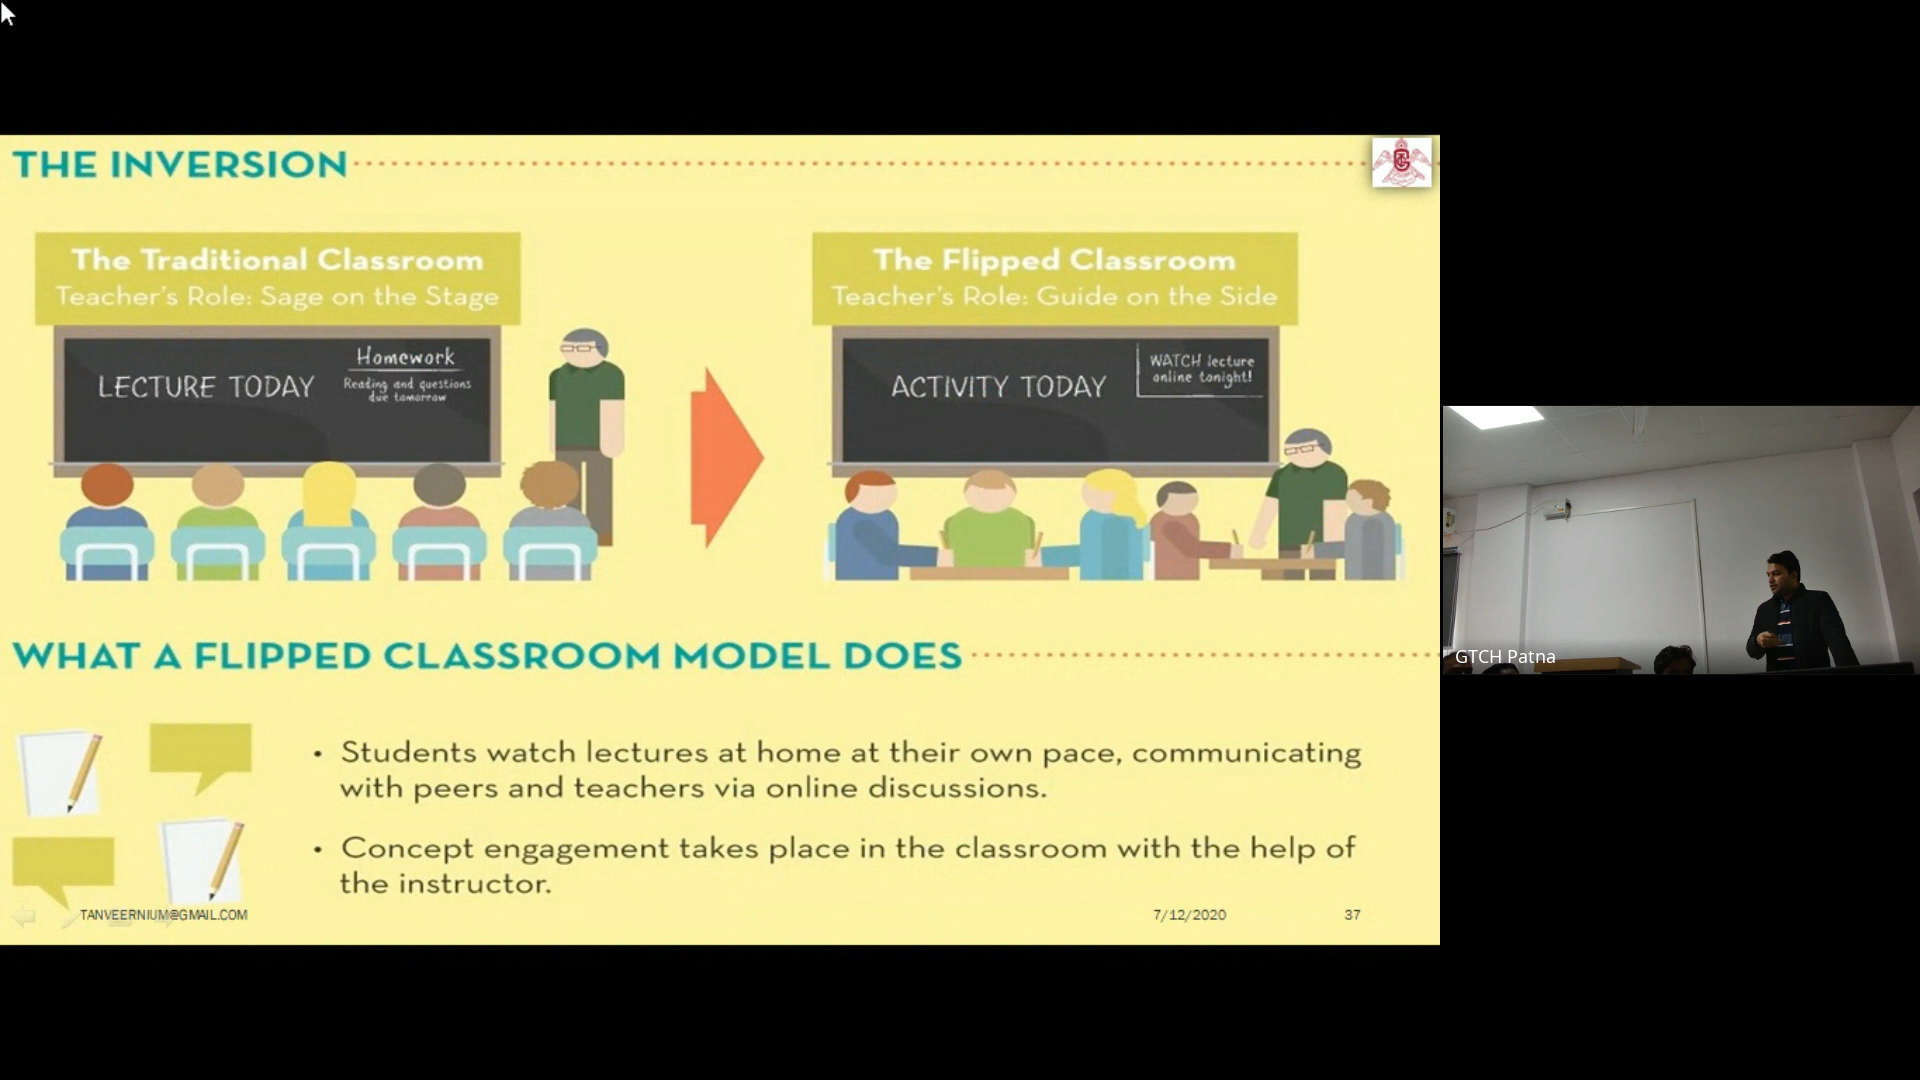 THE INVERSION
The Traditional Classroom
Teacher's Role: Sage on the Stage
LECTURE TODAY
Homework
Reading and questions
due tomorrow
The Flipped Classroom
Teacher's Role: Guide on the Side
ACTIVITY TODAY
WATCH lecture
online tonight!
WHAT A FLIPPED CLASSROOM MODEL DOES
• Students watch lectures at home at their own pace, communicating
with peers and teachers via online discussions.
• Concept engagement takes place in the classroom with the help of
the instructor.
TANVEERNIUM@GMAIL.COM
7/12/2020
37
GTCH Patna